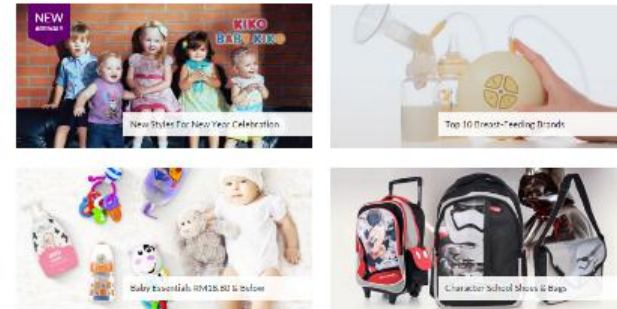 NEW
ARRIVALS
KIKO
BABY KIKO
New Styles For New Year Celebration
Top 10 Breast-Feeding Brands
Baby Essentials RM18.80 & Below
Character School Shoes & Bags